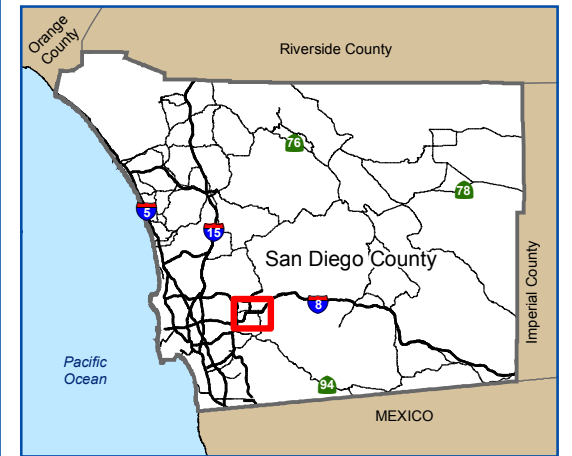 Orange
County
Riverside County
76
78
5
15
San Diego County
Imperial County
8
Pacific
Ocean
94
MEXICO